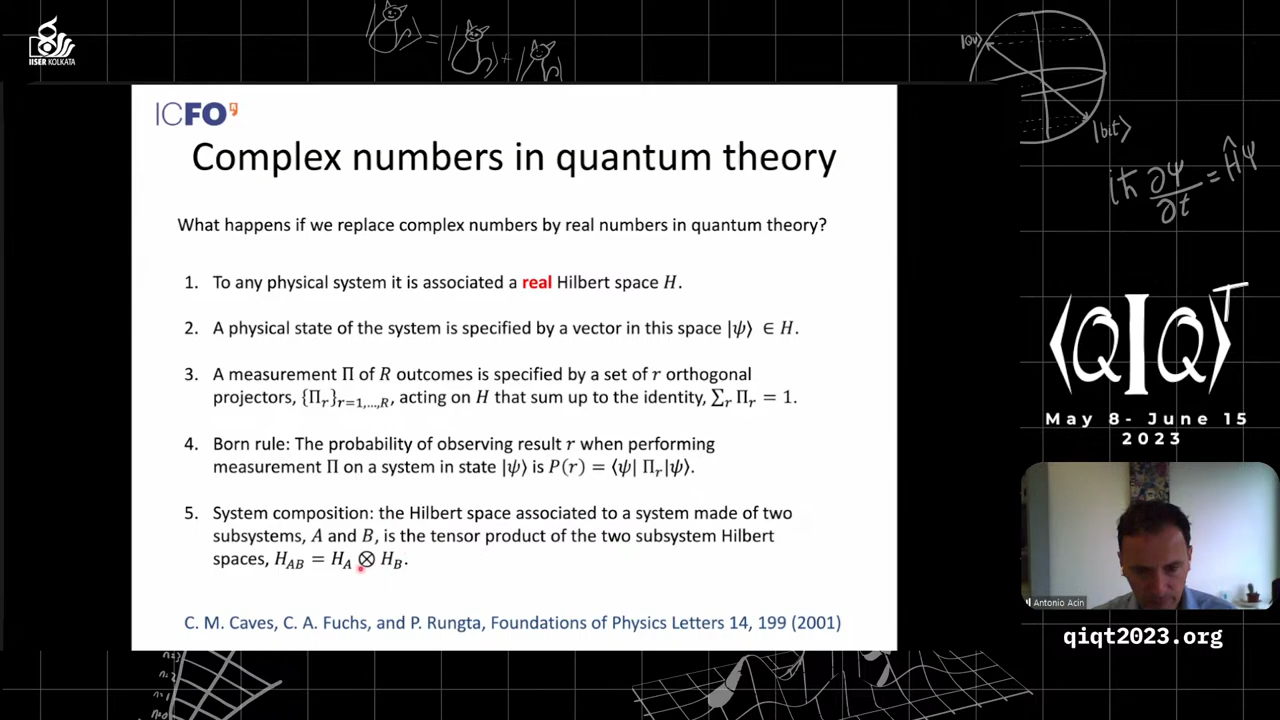 IISER KOLKATA
ICFO
Complex numbers in quantum theory
What happens if we replace complex numbers by real numbers in quantum theory?
1. To any physical system it is associated a real Hilbert space H.
2. A physical state of the system is specified by a vector in this space |ψ⟩ ∈ H.
3. A measurement Π of R outcomes is specified by a set of r orthogonal
projectors, {Π_r}_{r=1,…,R}, acting on H that sum up to the identity, ∑_r Π_r = 1.
4. Born rule: The probability of observing result r when performing
measurement Π on a system in state |ψ⟩ is P(r) = ⟨ψ| Π_r|ψ⟩.
5. System composition: the Hilbert space associated to a system made of two
subsystems, A and B, is the tensor product of the two subsystem Hilbert
spaces, H_{AB} = H_A ⊗ H_B.
C. M. Caves, C. A. Fuchs, and P. Rungta, Foundations of Physics Letters 14, 199 (2001)
|Qu⟩
|bit⟩
iħ ∂ψ/∂t = Ĥψ
⟨QIQ⟩T
May 8- June 15
2023
Antonio Acin
qiqt2023.org
n=3
n=2
n=1
n=0